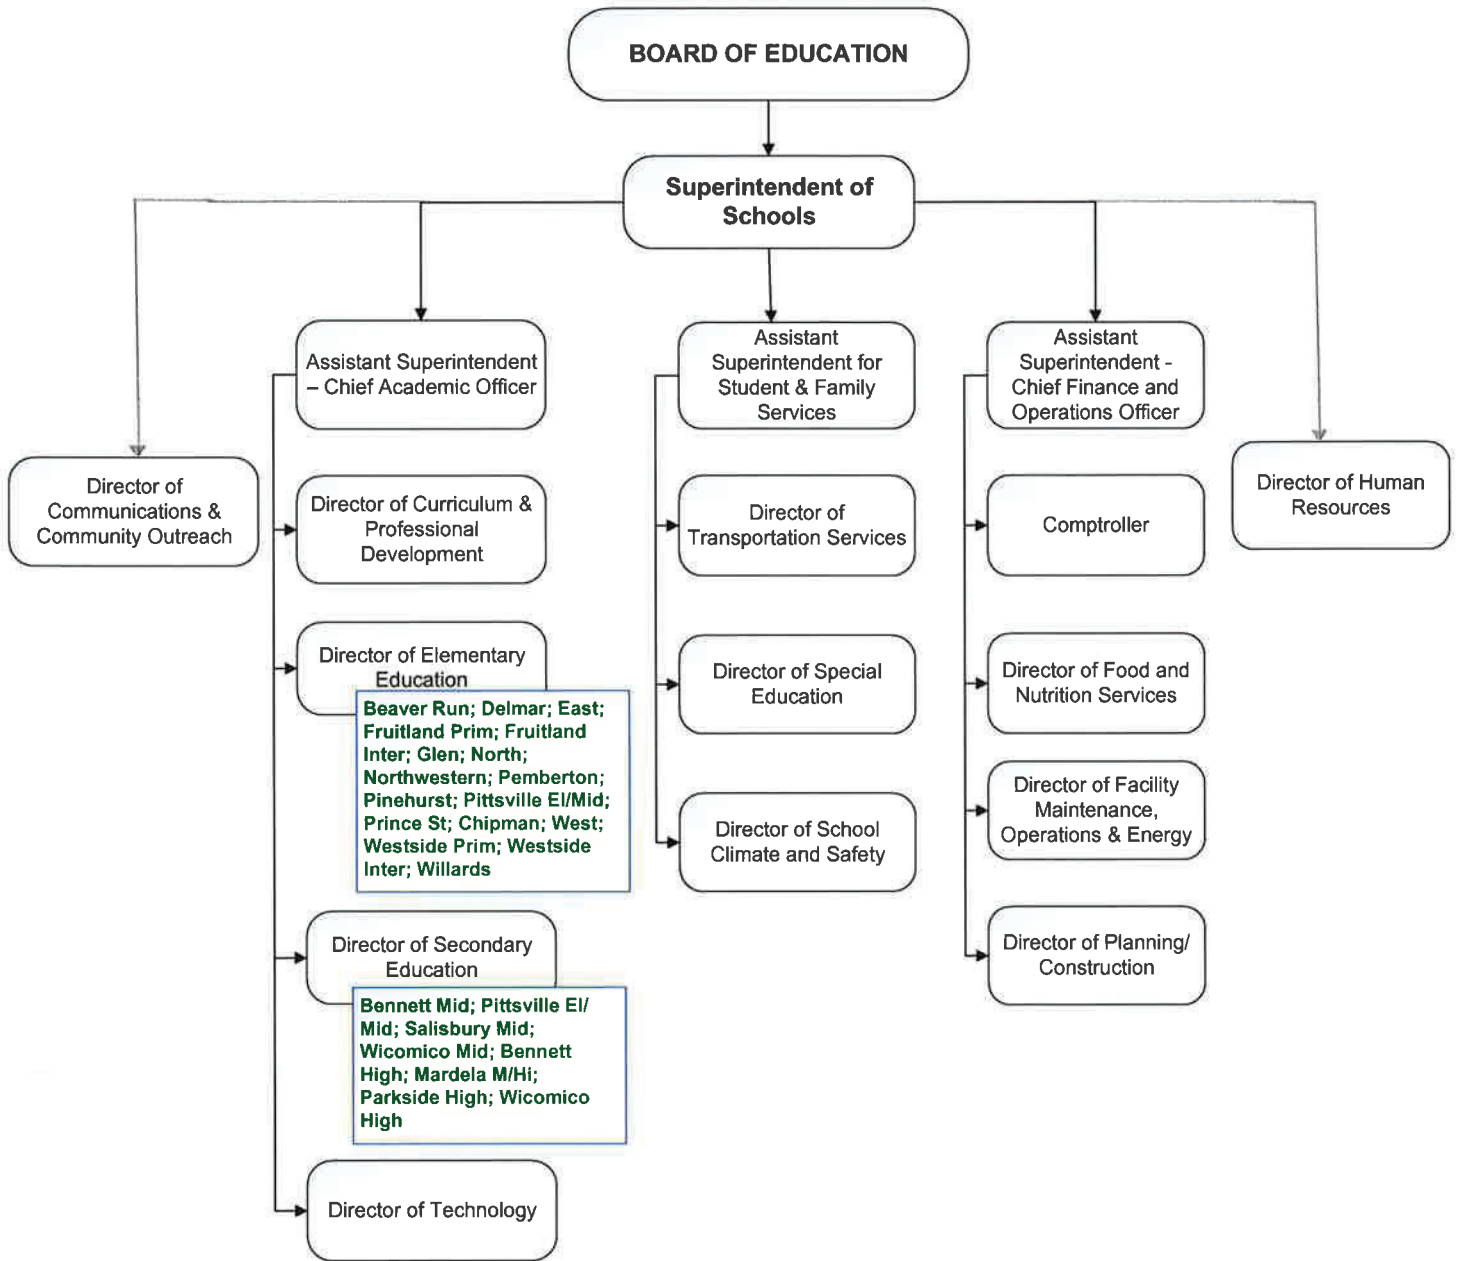 BOARD OF EDUCATION
Superintendent of
Schools
Director of
Communications &
Community Outreach
Assistant Superintendent
– Chief Academic Officer
Director of Curriculum &
Professional
Development
Director of Elementary
Education
Beaver Run; Delmar; East;
Fruitland Prim; Fruitland
Inter; Glen; North;
Northwestern; Pemberton;
Pinehurst; Pittsville El/Mid;
Prince St; Chipman; West;
Westside Prim; Westside
Inter; Willards
Director of Secondary
Education
Bennett Mid; Pittsville El/
Mid; Salisbury Mid;
Wicomico Mid; Bennett
High; Mardela M/Hi;
Parkside High; Wicomico
High
Director of Technology
Assistant
Superintendent for
Student & Family
Services
Director of
Transportation Services
Director of Special
Education
Director of School
Climate and Safety
Assistant
Superintendent -
Chief Finance and
Operations Officer
Comptroller
Director of Food and
Nutrition Services
Director of Facility
Maintenance,
Operations & Energy
Director of Planning/
Construction
Director of Human
Resources